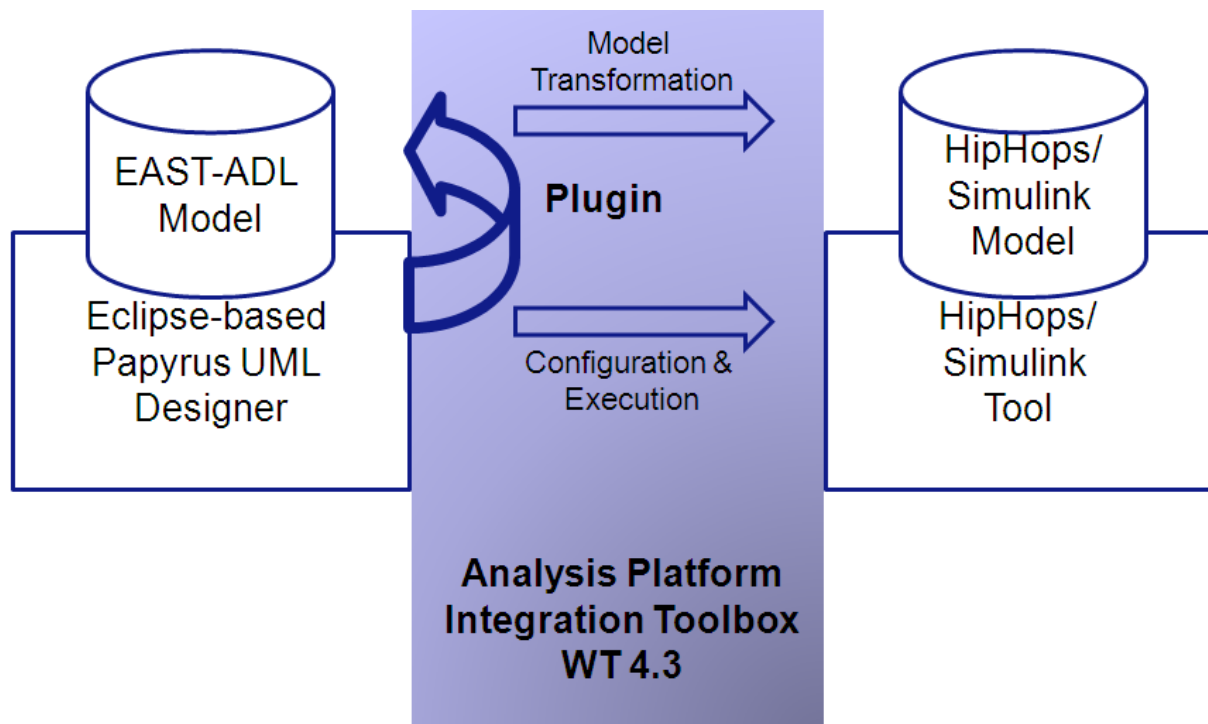 EAST-ADL
Model
Eclipse-based
Papyrus UML
Designer
Model
Transformation
Plugin
Configuration &
Execution
Analysis Platform
Integration Toolbox
WT 4.3
HipHops/
Simulink
Model
HipHops/
Simulink
Tool